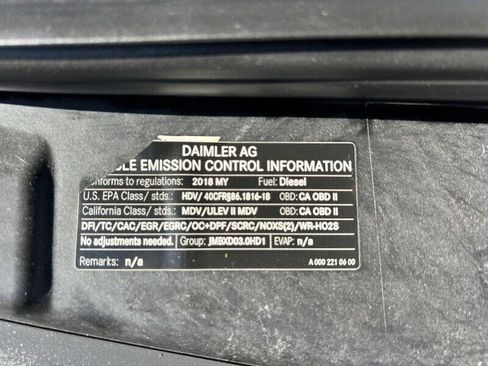 DAIMLER AG
LE EMISSION CONTROL INFORMATION
onforms to regulations: 2018 MY Fuel: Diesel
U.S. EPA Class/ stds.: HDV/ 40CFR§86.1816-18 OBD: CA OBD II
California Class/ stds.: MDV/ULEV II MDV OBD: CA OBD II
DFI/TC/CAC/EGR/EGRC/OC+DPF/SCRC/NOXS(2)/WR-HO2S
No adjustments needed. Group: JMBXD03.0HD1 EVAP: n/a
Remarks: n/a A 000 221 06 00